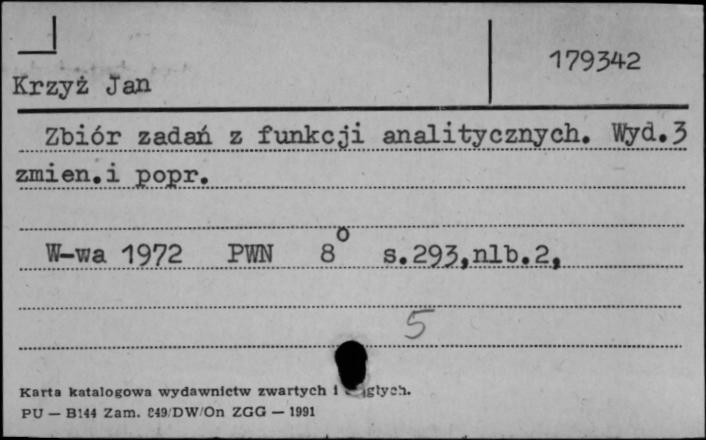 179342
Krzyż Jan
Zbiór zadań z funkcji analitycznych. Wyd.3
zmien.i popr.
W-wa 1972 PWN 8° s.293,nlb.2,
5
Karta katalogowa wydawnictw zwartych i
PU — B144 Zam. 849/DW/On ZGG — 1991